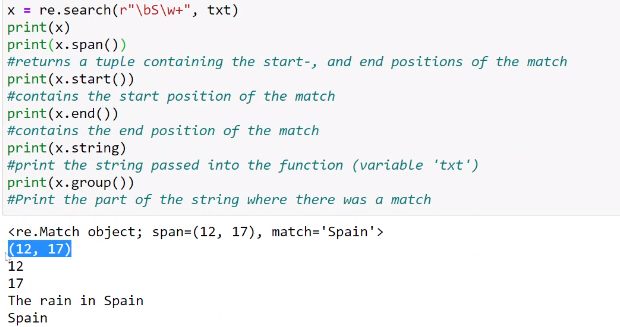 x = re.search(r"\bS\w+", txt)
print(x)
print(x.span())
#returns a tuple containing the start-, and end positions of the match
print(x.start())
#contains the start position of the match
print(x.end())
#contains the end position of the match
print(x.string)
#print the string passed into the function (variable 'txt')
print(x.group())
#Print the part of the string where there was a match
<re.Match object; span=(12, 17), match='Spain'>
(12, 17)
12
17
The rain in Spain
Spain